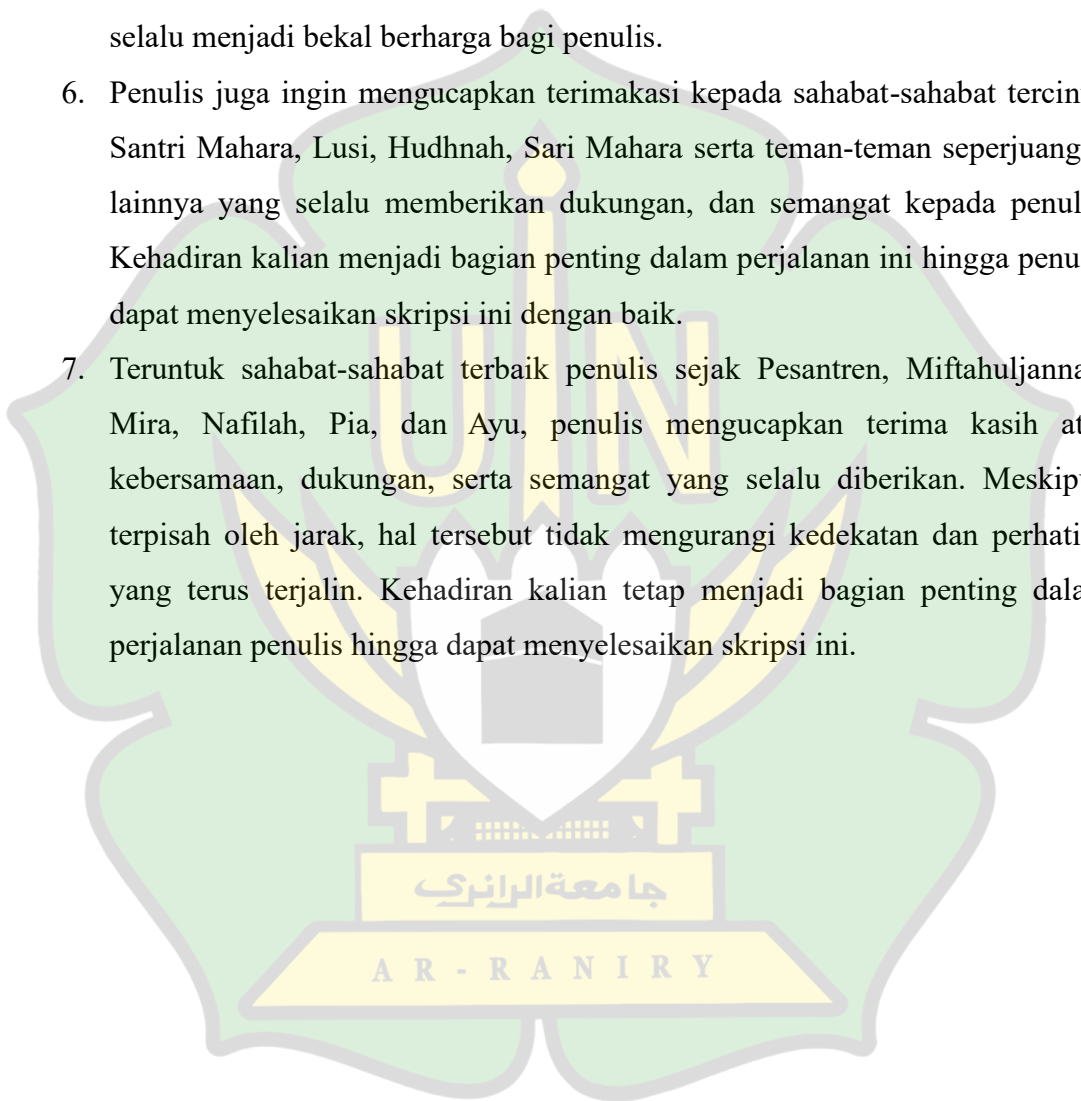 selalu menjadi bekal berharga bagi penulis.
6. Penulis juga ingin mengucapkan terimakasi kepada sahabat-sahabat tercin
Santri Mahara, Lusi, Hudhnah, Sari Mahara serta teman-teman seperjuang
lainnya yang selalu memberikan dukungan, dan semangat kepada penul
Kehadiran kalian menjadi bagian penting dalam perjalanan ini hingga penu
dapat menyelesaikan skripsi ini dengan baik.
7. Teruntuk sahabat-sahabat terbaik penulis sejak Pesantren, Miftahuljanna
Mira, Nafilah, Pia, dan Ayu, penulis mengucapkan terima kasih at
kebersamaan, dukungan, serta semangat yang selalu diberikan. Meskip
terpisah oleh jarak, hal tersebut tidak mengurangi kedekatan dan perhati
yang terus terjalin. Kehadiran kalian tetap menjadi bagian penting dala
perjalanan penulis hingga dapat menyelesaikan skripsi ini.
UIN
جامعةالرانري
AR-RANIRY